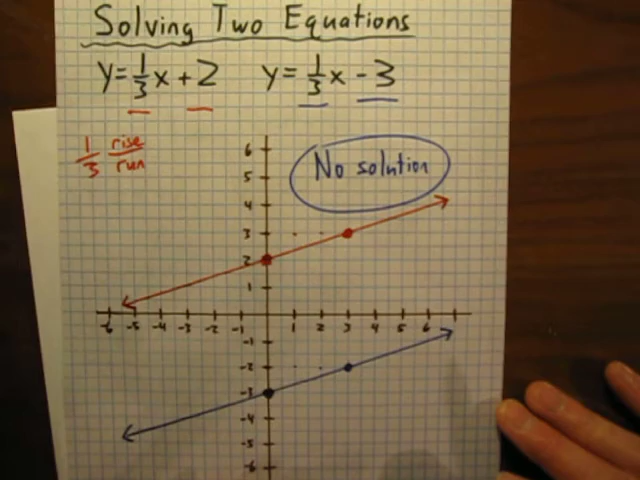 Solving Two Equations
y=1/3x+2 y=1/3x-3
1/3 rise/run
No solution
6
5
4
3
2
1
-6 -5 -4 -3 -2 -1 1 2 3 4 5 6
-1
-2
-3
-4
-5
-6